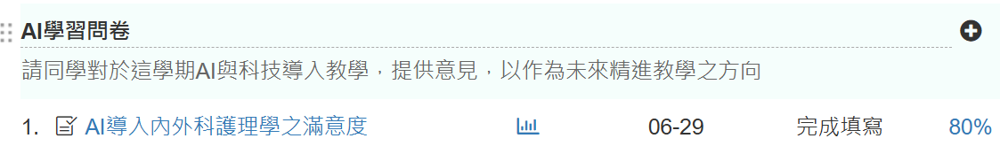 AI學習問卷
請同學對於這學期AI與科技導入教學，提供意見，以作為未來精進教學之方向
1. AI導入內外科護理學之滿意度 06-29 完成填寫 80%